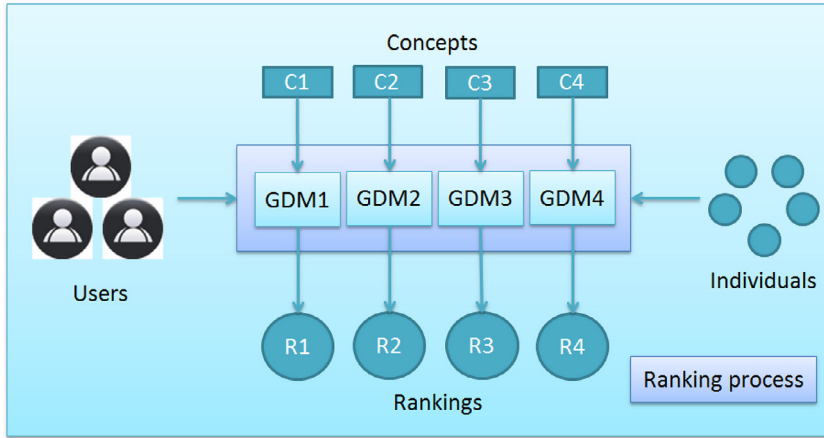 Concepts
C1 C2 C3 C4
GDM1 GDM2 GDM3 GDM4
Users
Individuals
R1 R2 R3 R4
Rankings
Ranking process